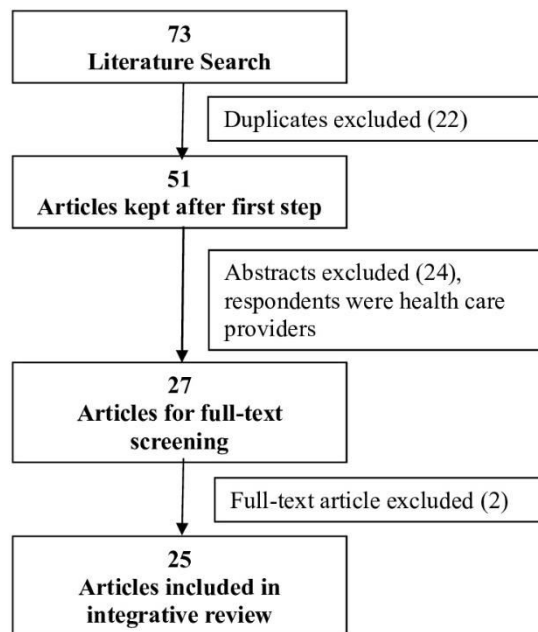 73
Literature Search
Duplicates excluded (22)
51
Articles kept after first step
Abstracts excluded (24),
respondents were health care
providers
27
Articles for full-text
screening
Full-text article excluded (2)
25
Articles included in
integrative review